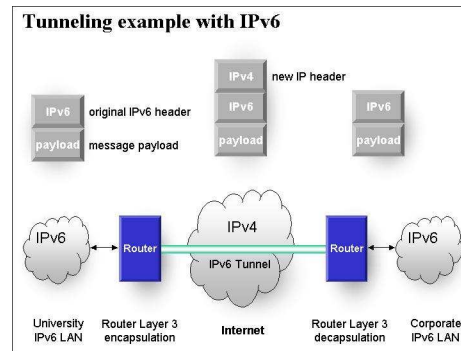 Tunneling example with IPv6
IPv4 new IP header
IPv6 original IPv6 header IPv6 IPv6
payload message payload payload payload
IPv6 Router IPv4 Router IPv6
IPv6 Tunnel
University Router Layer 3 Internet Router Layer 3 Corporate
IPv6 LAN encapsulation decapsulation IPv6 LAN